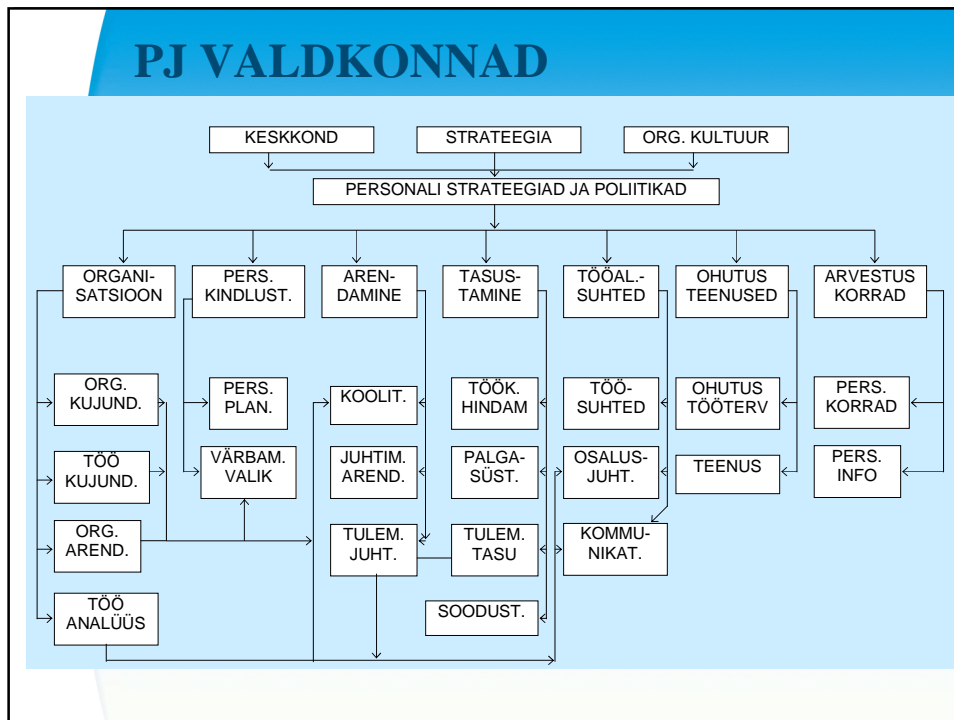 PJ VALDKONNAD
KESKKOND
STRATEEGIA
ORG. KULTUUR
PERSONALI STRATEEGIAD JA POLIITIKAD
ORGANI-
SATSIOON
PERS.
KINDLUST.
AREN-
DAMINE
TASUS-
TAMINE
TÖÖAL.-
SUHTED
OHUTUS
TEENUSED
ARVESTUS
KORRAD
ORG.
KUJUND.
PERS.
PLAN.
KOOLIT.
TÖÖK.
HINDAM
TÖÖ-
SUHTED
OHUTUS
TÖÖTERV
PERS.
KORRAD
TÖÖ
KUJUND.
VÄRBAM.
VALIK
JUHTIM.
AREND.
PALGA-
SÜST.
OSALUS-
JUHT.
TEENUS
PERS.
INFO
ORG.
AREND.
TULEM.
JUHT.
TULEM.
TASU
KOMMU-
NIKAT.
TÖÖ
ANALÜÜS
SOODUST.